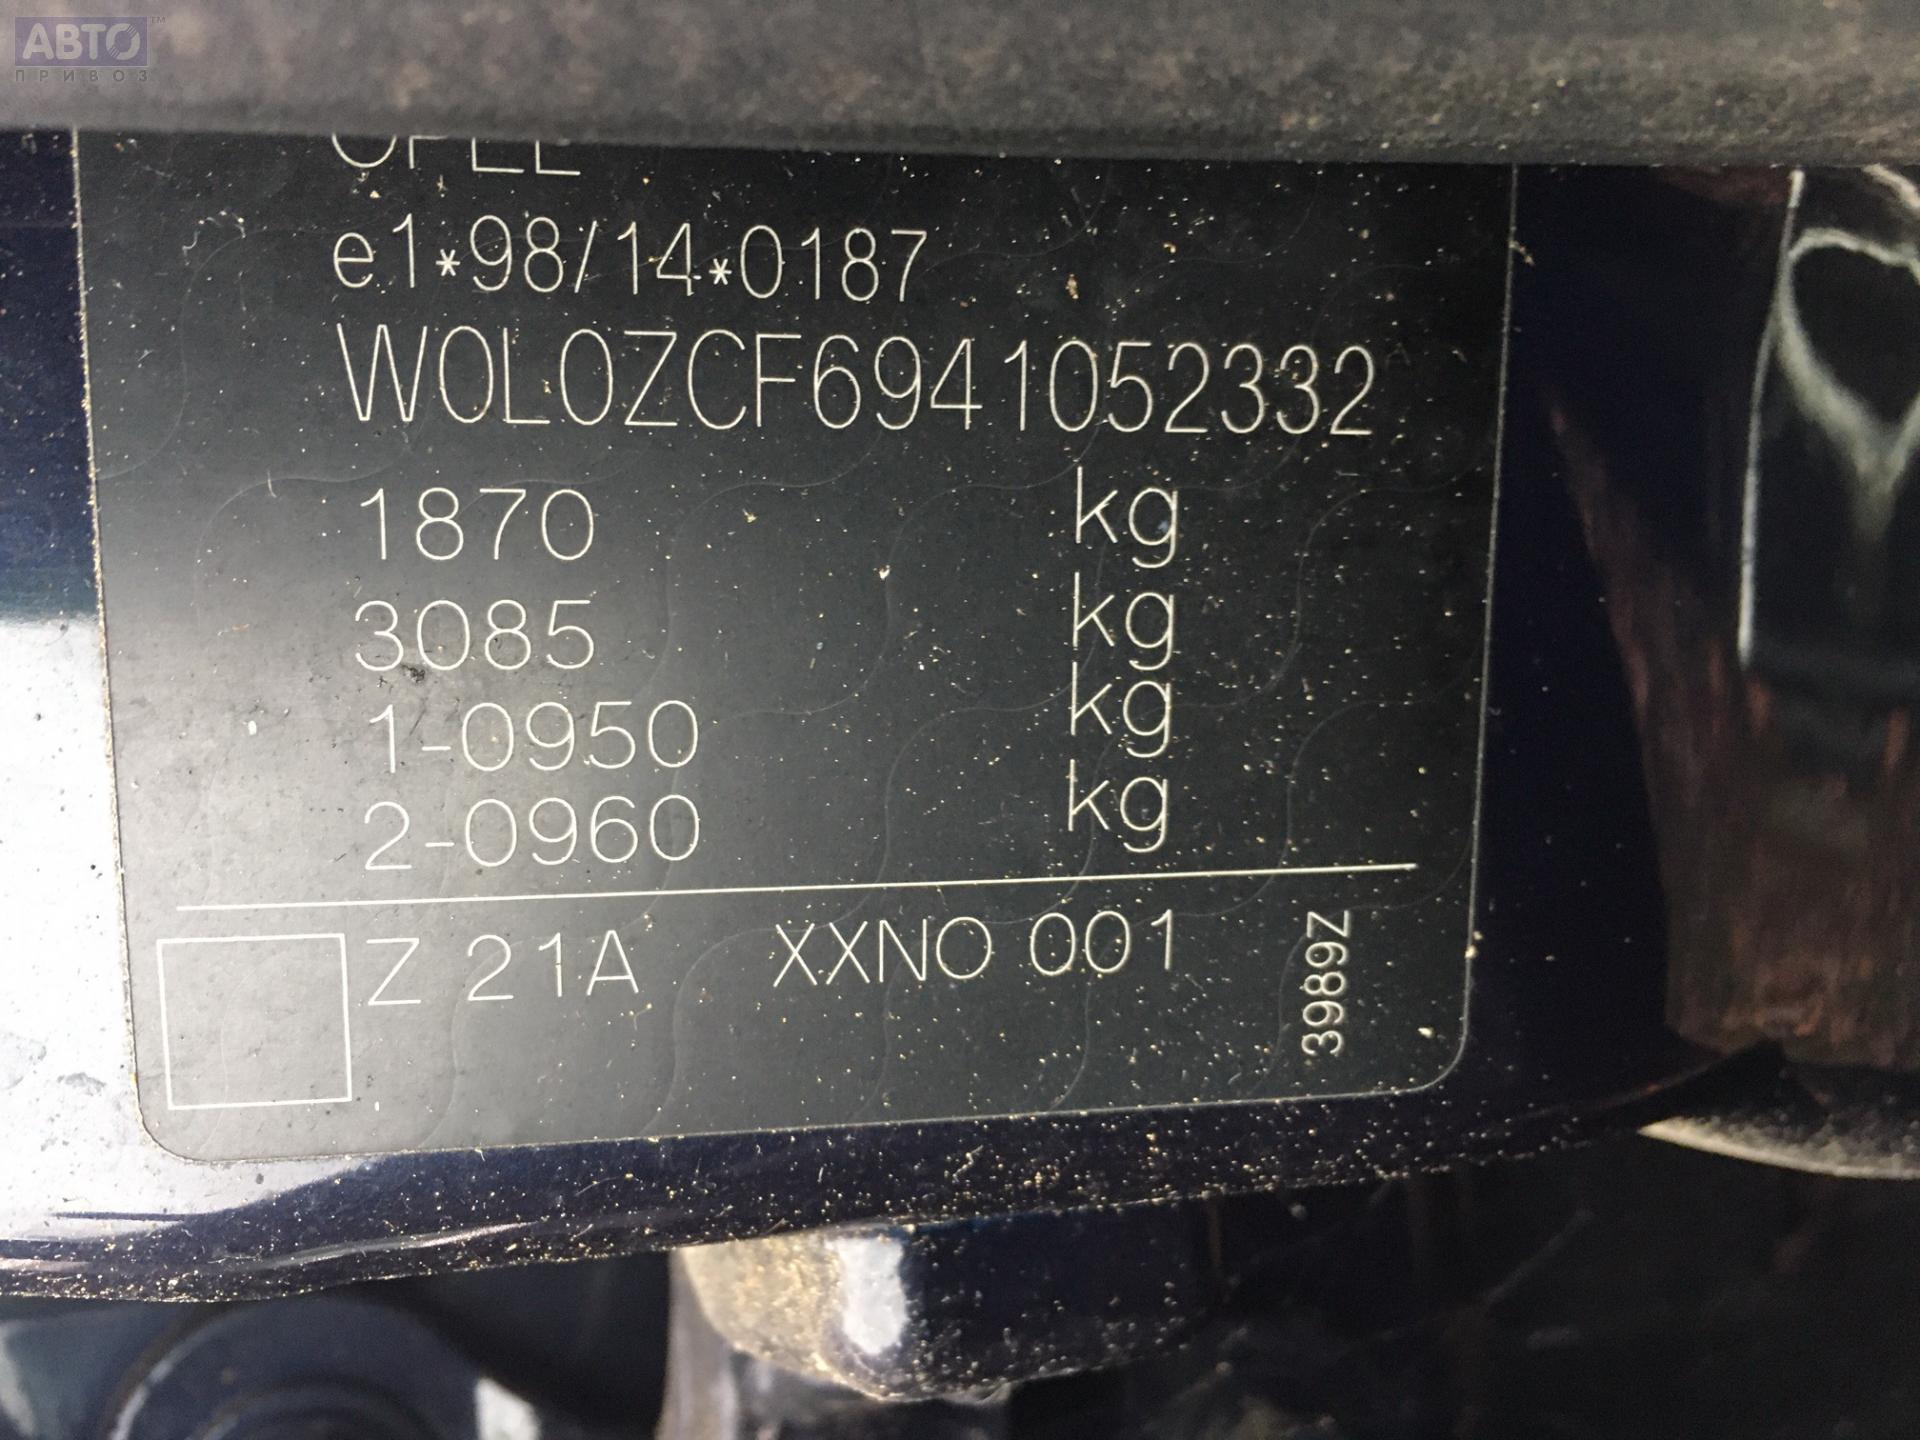 АВТО™
ПРИВОЗ
OPEL
e1*98/14*0187
W0L0ZCF6941052332
1870 kg
3085 kg
1-0950 kg
2-0960 kg
Z 21A XXNO 001
3989Z